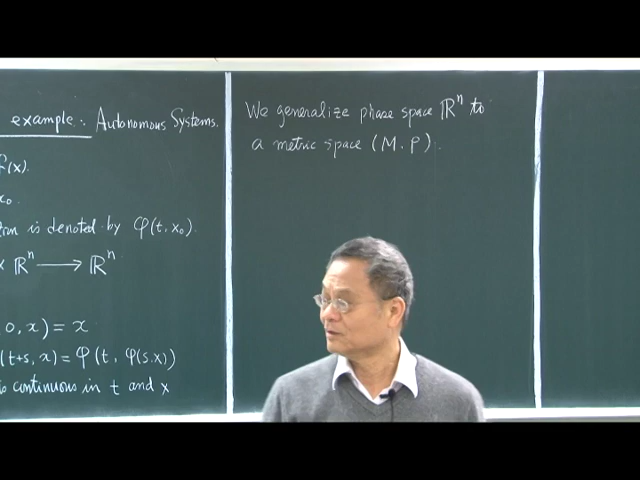 example: Autonomous Systems.
f(x).
x₀.
is denoted by φ(t, x₀).
× ℝⁿ ⟶ ℝⁿ
0, x) = x
(t+s, x) = φ(t, φ(s,x))
continuous in t and x
We generalize phase space ℝⁿ to
a metric space (M, ρ).